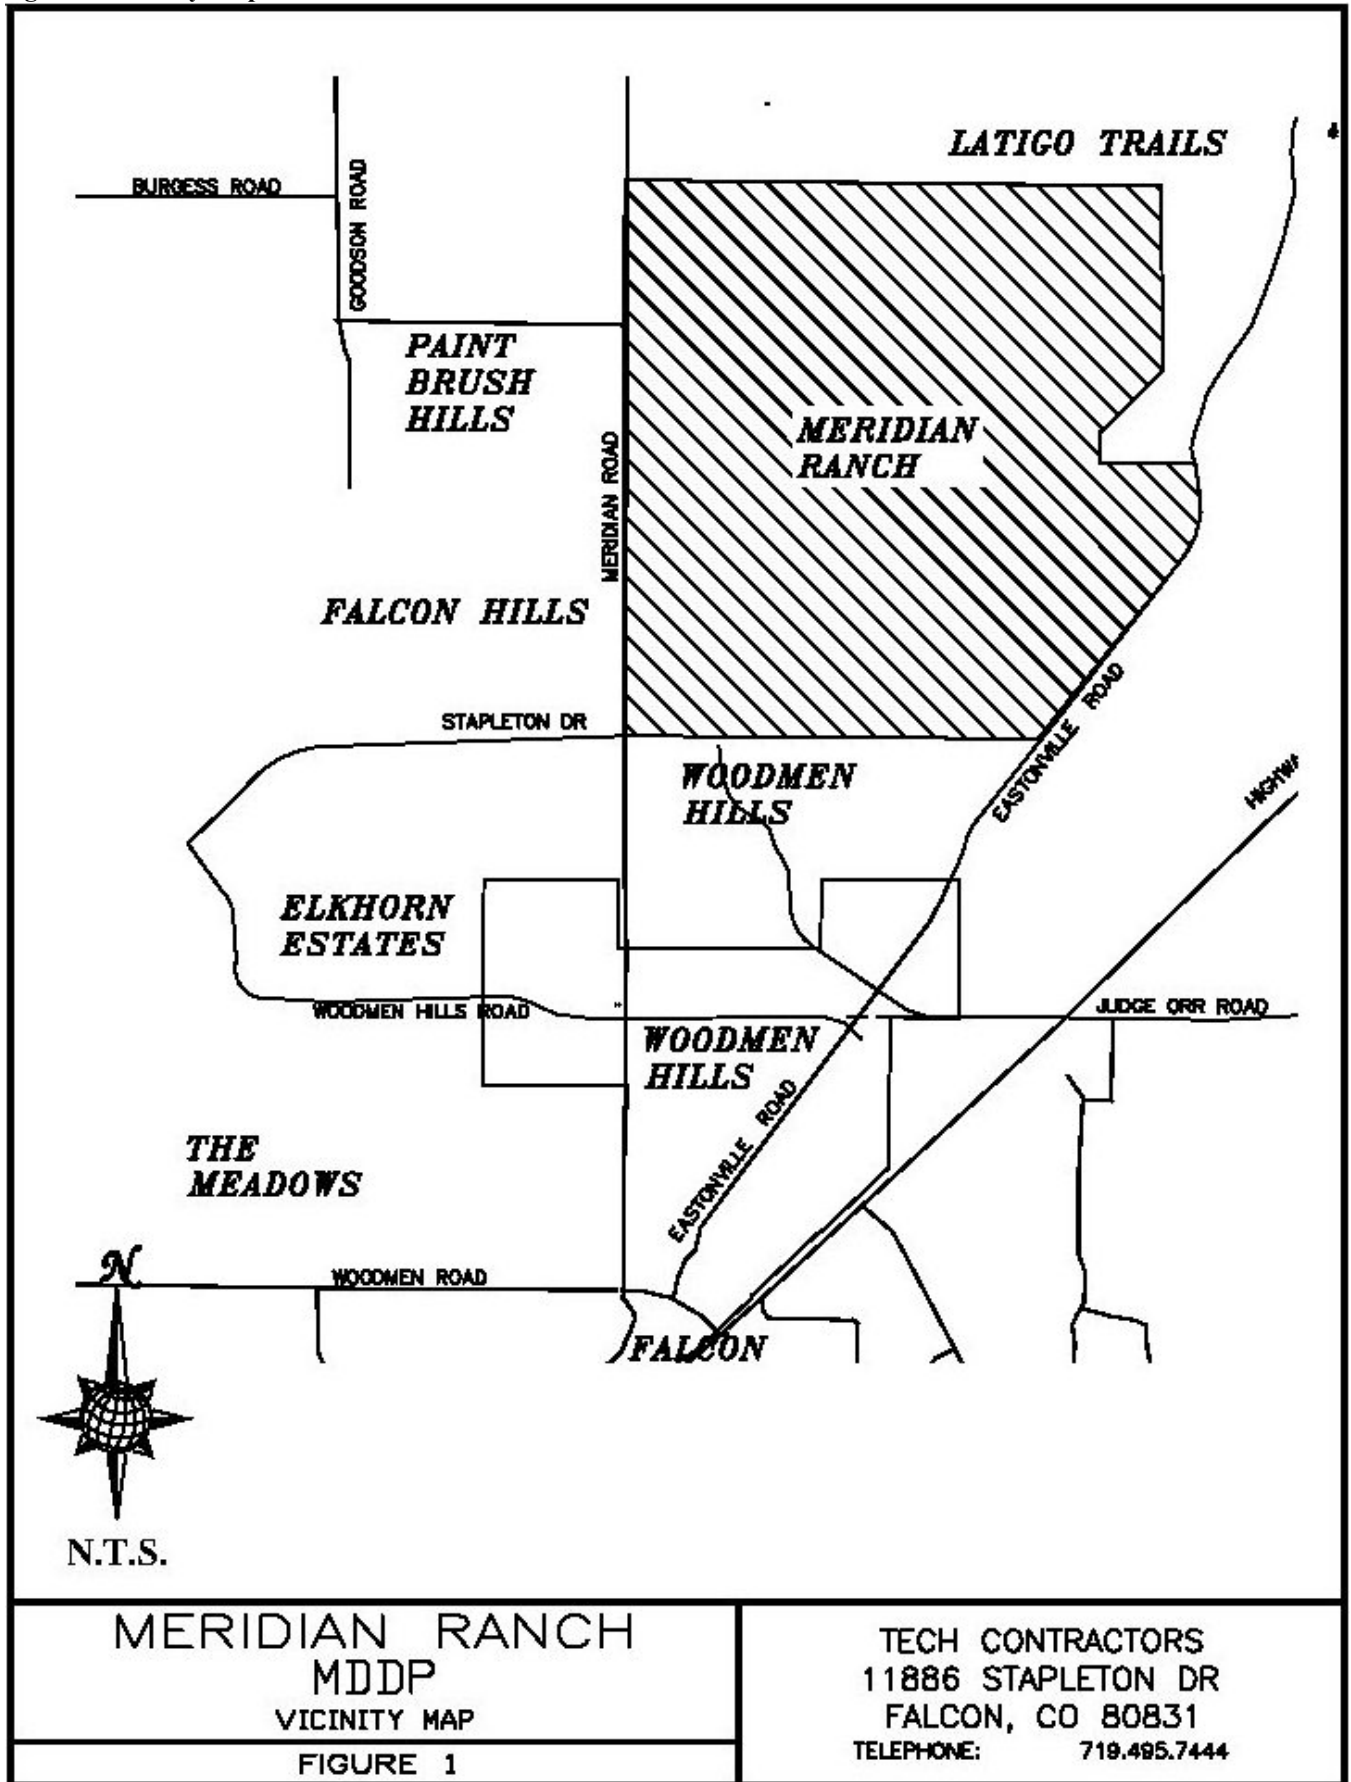 LATIGO TRAILS
BURGESS ROAD
GOODSON ROAD
PAINT
BRUSH
HILLS
MERIDIAN
RANCH
MERIDIAN ROAD
FALCON HILLS
STAPLETON DR
EASTONVILLE ROAD
WOODMEN
HILLS
ELKHORN
ESTATES
WOODMEN HILLS ROAD
JUDGE ORR ROAD
WOODMEN
HILLS
EASTONVILLE ROAD
THE
MEADOWS
N
WOODMEN ROAD
FALCON
N.T.S.
MERIDIAN RANCH
MDDP
VICINITY MAP
FIGURE 1
TECH CONTRACTORS
11886 STAPLETON DR
FALCON, CO 80831
TELEPHONE: 719.495.7444